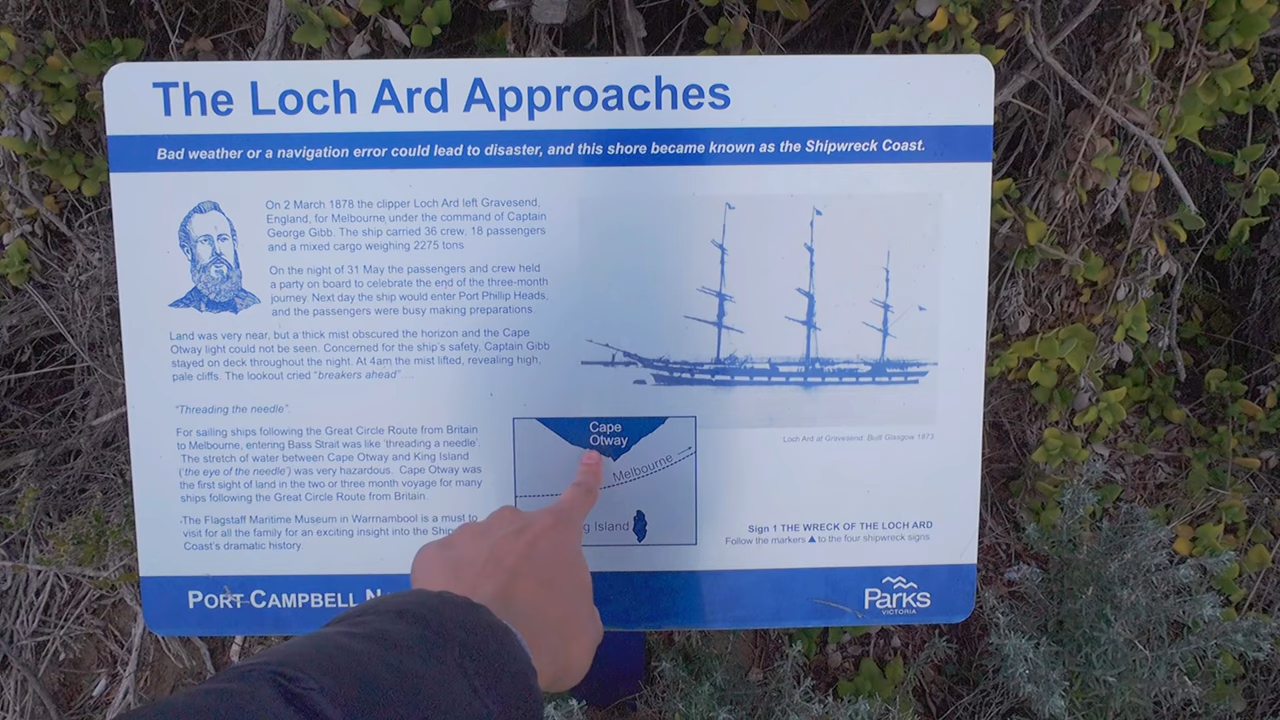 The Loch Ard Approaches
Bad weather or a navigation error could lead to disaster, and this shore became known as the Shipwreck Coast.
On 2 March 1878 the clipper Loch Ard left Gravesend,
England, for Melbourne under the command of Captain
George Gibb. The ship carried 36 crew, 18 passengers
and a mixed cargo weighing 2275 tons
On the night of 31 May the passengers and crew held
a party on board to celebrate the end of the three-month
journey. Next day the ship would enter Port Phillip Heads,
and the passengers were busy making preparations.
Land was very near, but a thick mist obscured the horizon and the Cape
Otway light could not be seen. Concerned for the ship's safety, Captain Gibb
stayed on deck throughout the night. At 4am the mist lifted, revealing high,
pale cliffs. The lookout cried "breakers ahead"...
"Threading the needle".
For sailing ships following the Great Circle Route from Britain
to Melbourne, entering Bass Strait was like 'threading a needle'.
The stretch of water between Cape Otway and King Island
('the eye of the needle') was very hazardous. Cape Otway was
the first sight of land in the two or three month voyage for many
ships following the Great Circle Route from Britain.
The Flagstaff Maritime Museum in Warrnambool is a must to
visit for all the family for an exciting insight into the Ship
Coast's dramatic history.
Cape
Otway
Melbourne
g Island
Loch Ard at Gravesend. Built Glasgow 1873.
Sign 1 THE WRECK OF THE LOCH ARD
Follow the markers ▲ to the four shipwreck signs
PORT CAMPBELL N
Parks
VICTORIA